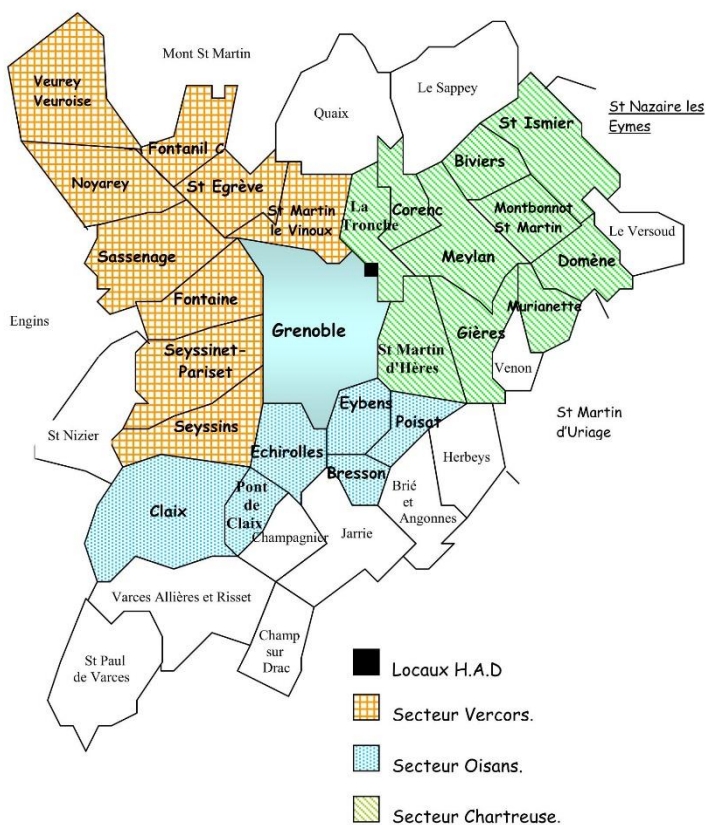 Mont St Martin
Veurey
Veuroise
Quaix
Le Sappey
St Nazaire les
Eymes
St Ismier
Fontanil C
Biviers
Noyarey
St Egrève
St Martin
le Vinoux
La
Tronche
Corenc
Montbonnot
St Martin
Le Versoud
Sassenage
Meylan
Domène
Fontaine
Murianette
Engins
Grenoble
Gières
Seyssinet-
Pariset
St Martin
d'Hères
Venon
Eybens
St Nizier
Seyssins
Poisat
St Martin
d'Uriage
Echirolles
Herbeys
Bresson
Claix
Pont
de
Claix
Brié
et
Angonnes
Champagnier
Jarrie
Varces Allières et Risset
Champ
sur
Drac
St Paul
de Varces
Locaux H.A.D
Secteur Vercors.
Secteur Oisans.
Secteur Chartreuse.